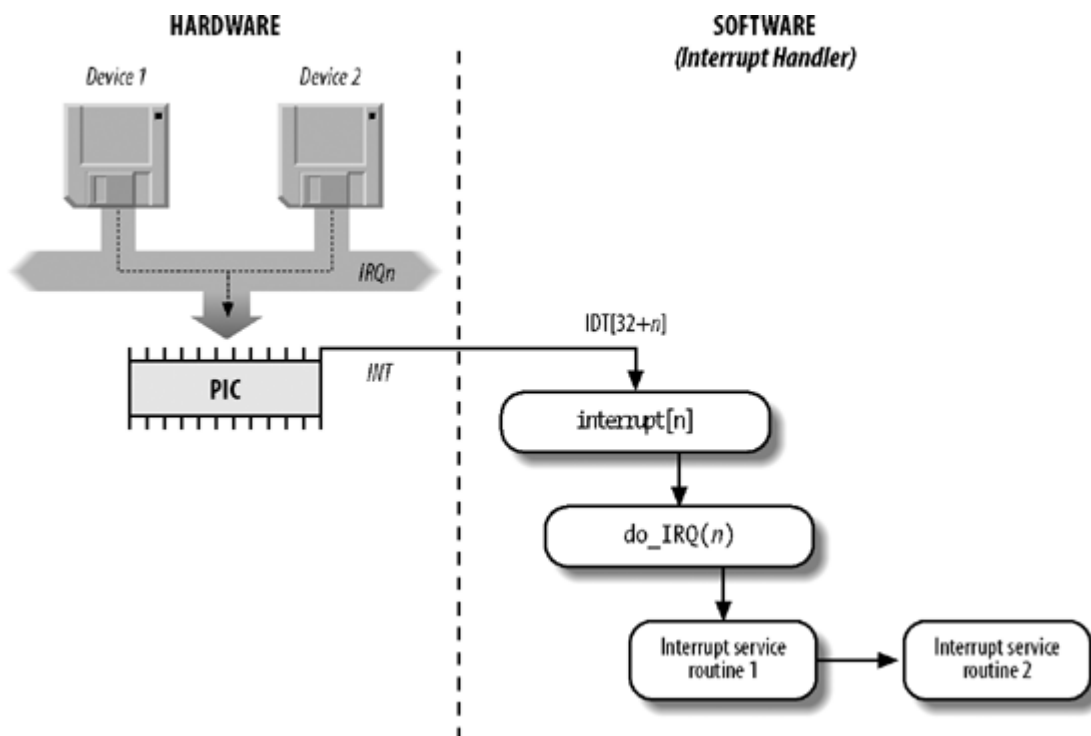 HARDWARE
SOFTWARE
(Interrupt Handler)
Device 1
Device 2
IRQn
IDT[32+n]
INT
PIC
interrupt[n]
do_IRQ(n)
Interrupt service
routine 1
Interrupt service
routine 2